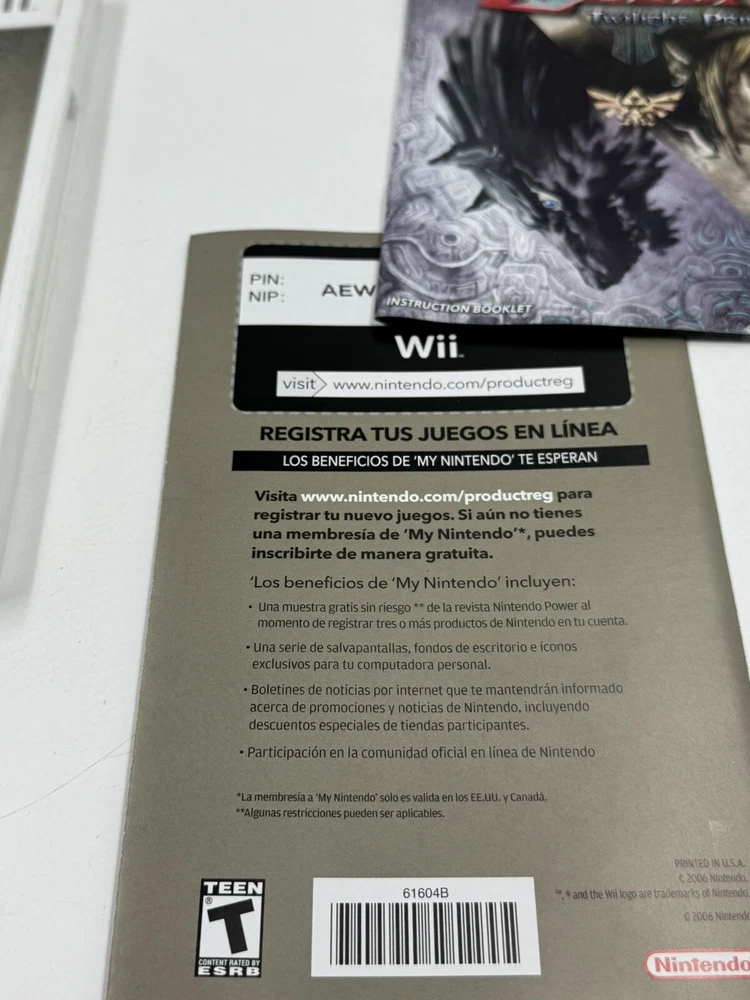 Twilight
INSTRUCTION BOOKLET
PIN:
NIP:
AEW
Wii™
visit www.nintendo.com/productreg
REGISTRA TUS JUEGOS EN LÍNEA
LOS BENEFICIOS DE 'MY NINTENDO' TE ESPERAN
Visita www.nintendo.com/productreg para
registrar tu nuevo juegos. Si aún no tienes
una membresía de 'My Nintendo'*, puedes
inscribirte de manera gratuita.
'Los beneficios de 'My Nintendo' incluyen:
• Una muestra gratis sin riesgo ** de la revista Nintendo Power al
momento de registrar tres o más productos de Nintendo en tu cuenta.
• Una serie de salvapantallas, fondos de escritorio e íconos
exclusivos para tu computadora personal.
• Boletines de noticias por internet que te mantendrán informado
acerca de promociones y noticias de Nintendo, incluyendo
descuentos especiales de tiendas participantes.
• Participación en la comunidad oficial en línea de Nintendo
*La membresía a 'My Nintendo' solo es valida en los EE.UU. y Canadá.
**Algunas restricciones pueden ser aplicables.
PRINTED IN U.S.A.
© 2006 Nintendo.
™, ® and the Wii logo are trademarks of Nintendo.
© 2006 Nintendo
TEEN
T
®
CONTENT RATED BY
ESRB
61604B
Nintendo